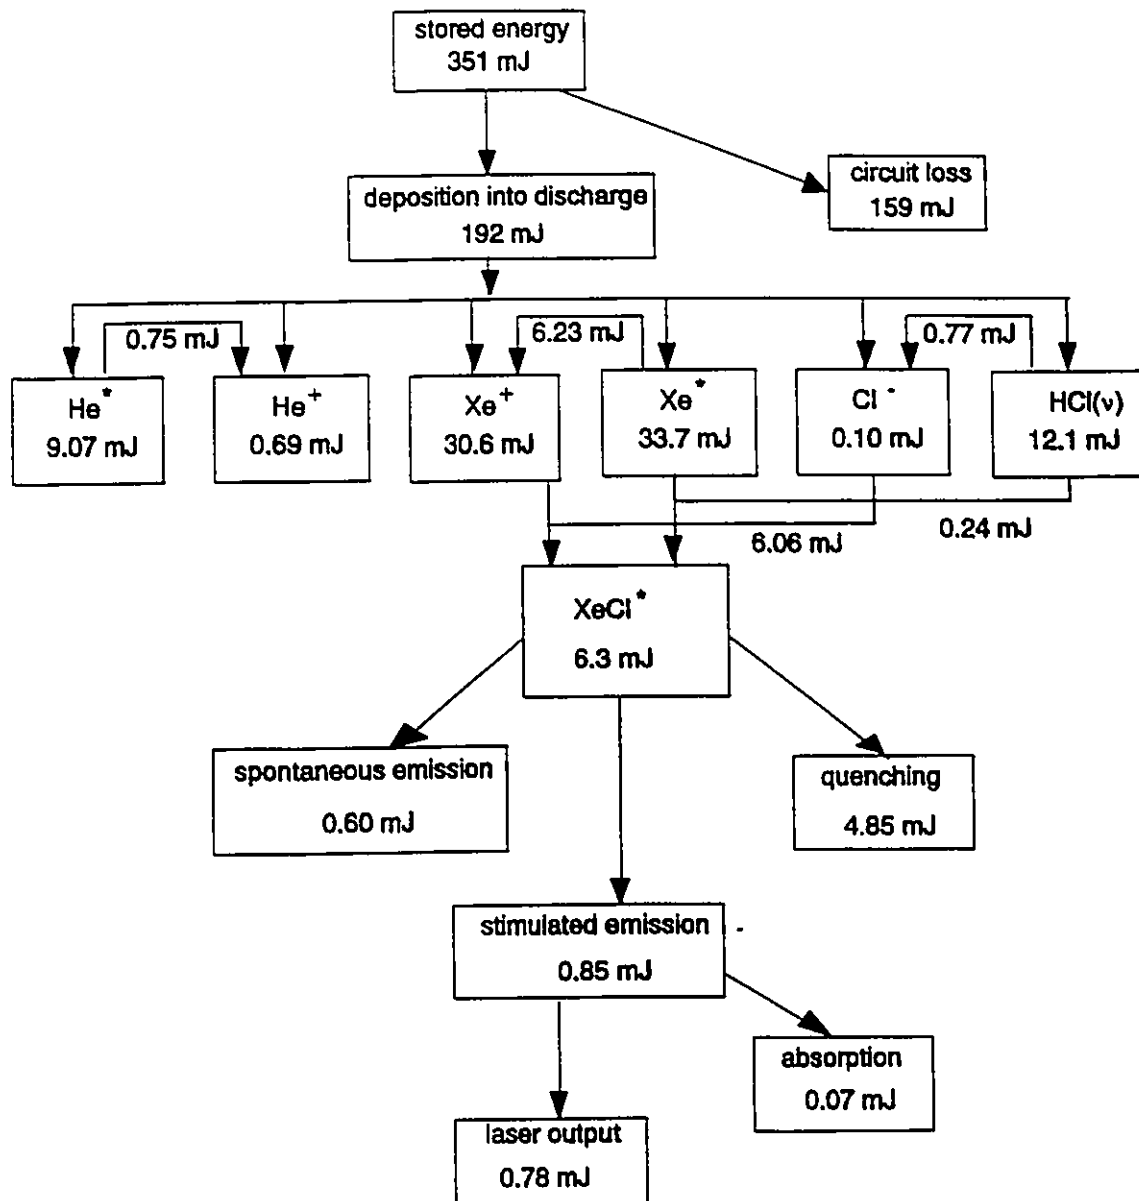 stored energy
351 mJ
circuit loss
159 mJ
deposition into discharge
192 mJ
0.75 mJ
6.23 mJ
0.77 mJ
He*
9.07 mJ
He+
0.69 mJ
Xe+
30.6 mJ
Xe*
33.7 mJ
Cl-
0.10 mJ
HCl(v)
12.1 mJ
6.06 mJ
0.24 mJ
XeCl*
6.3 mJ
spontaneous emission
0.60 mJ
quenching
4.85 mJ
stimulated emission
0.85 mJ
absorption
0.07 mJ
laser output
0.78 mJ